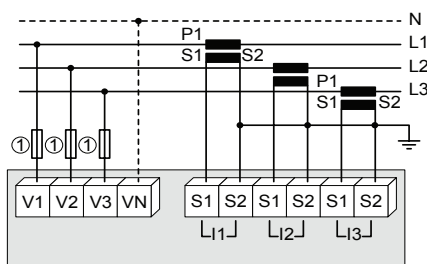 N
P1 L1
S1 S2
L2
P1
S1 S2 L3
① ① ①
V1 V2 V3 VN S1 S2 S1 S2 S1 S2
I1 I2 I3